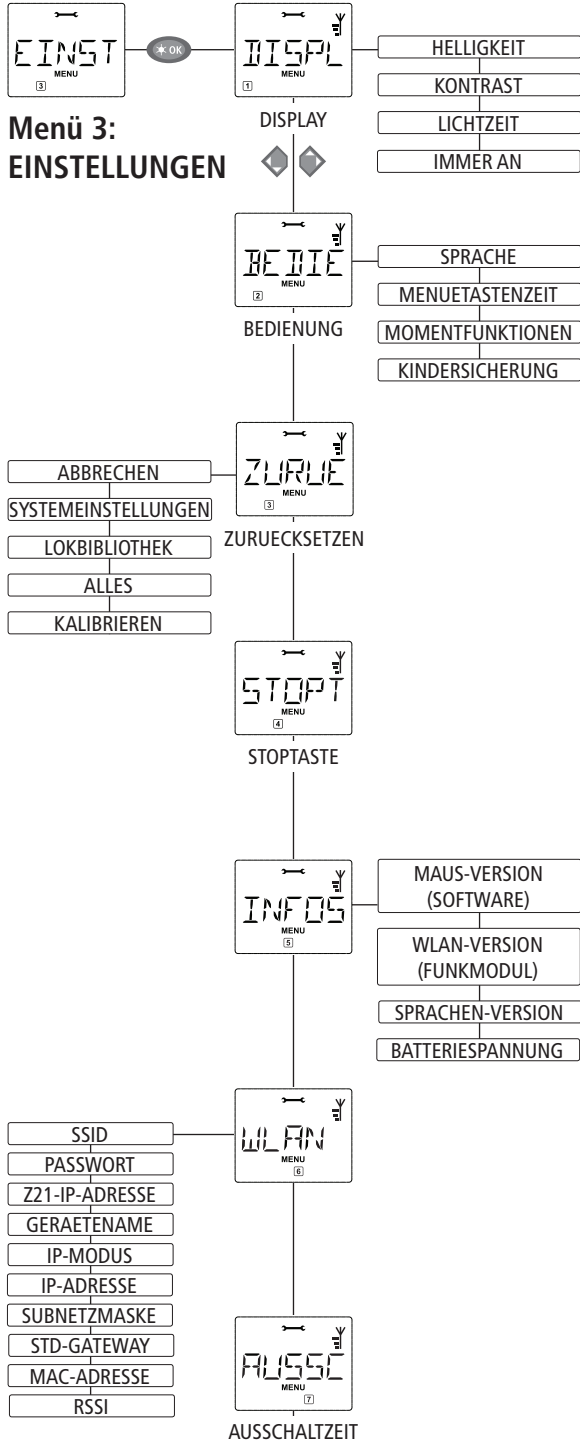 EINST
MENU
3
OK
DISPL
MENU
1
DISPLAY
HELLIGKEIT
KONTRAST
LICHTZEIT
IMMER AN
Menü 3:
EINSTELLUNGEN
BEDIE
MENU
2
BEDIENUNG
SPRACHE
MENUETASTENZEIT
MOMENTFUNKTIONEN
KINDERSICHERUNG
ZURUE
MENU
3
ZURUECKSETZEN
ABBRECHEN
SYSTEMEINSTELLUNGEN
LOKBIBLIOTHEK
ALLES
KALIBRIEREN
STOPT
MENU
4
STOPTASTE
INFOS
MENU
5
MAUS-VERSION
(SOFTWARE)
WLAN-VERSION
(FUNKMODUL)
SPRACHEN-VERSION
BATTERIESPANNUNG
WLAN
MENU
6
SSID
PASSWORT
Z21-IP-ADRESSE
GERAETENAME
IP-MODUS
IP-ADRESSE
SUBNETZMASKE
STD-GATEWAY
MAC-ADRESSE
RSSI
AUSSC
MENU
7
AUSSCHALTZEIT